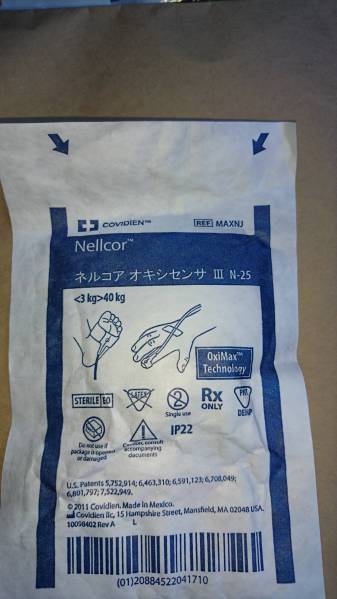 COVIDIEN™
REF MAXNJ
Nellcor™
ネルコア オキシセンサ III N-25
<3 kg>40 kg
OxiMax™
Technology
STERILE EO
LATEX
2
Single use
Rx
ONLY
PHT
DEHP
Do not use if
package is opened
or damaged
Caution, consult
accompanying
documents
IP22
U.S. Patents 5,752,914; 6,463,310; 6,591,123; 6,708,049;
6,801,797; 7,522,949.
© 2011 Covidien. Made in Mexico.
Covidien llc, 15 Hampshire Street, Mansfield, MA 02048 USA.
10098402 Rev A L
(01)20884522041710